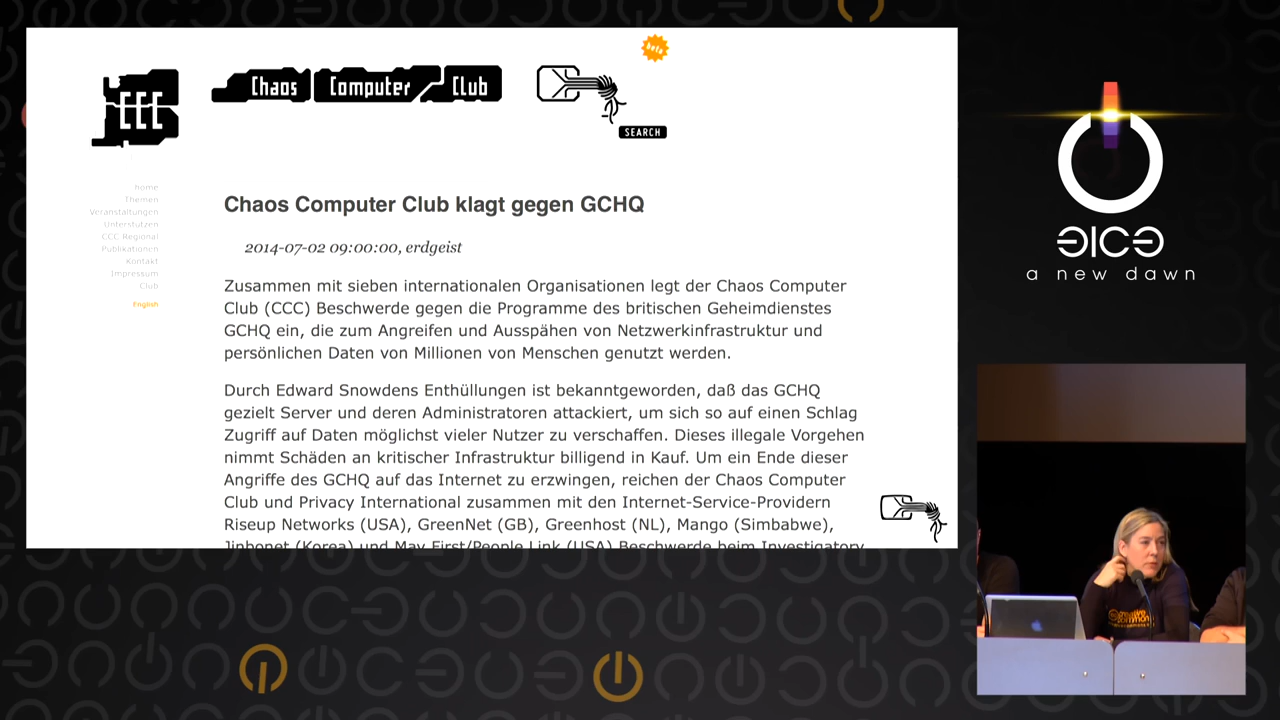 beta
CCC
Chaos Computer Club
SEARCH
home
Themen
Veranstaltungen
Unterstützen
CCC Regional
Publikationen
Kontakt
Impressum
Club
English
Chaos Computer Club klagt gegen GCHQ
2014-07-02 09:00:00, erdgeist
Zusammen mit sieben internationalen Organisationen legt der Chaos Computer
Club (CCC) Beschwerde gegen die Programme des britischen Geheimdienstes
GCHQ ein, die zum Angreifen und Ausspähen von Netzwerkinfrastruktur und
persönlichen Daten von Millionen von Menschen genutzt werden.
Durch Edward Snowdens Enthüllungen ist bekanntgeworden, daß das GCHQ
gezielt Server und deren Administratoren attackiert, um sich so auf einen Schlag
Zugriff auf Daten möglichst vieler Nutzer zu verschaffen. Dieses illegale Vorgehen
nimmt Schäden an kritischer Infrastruktur billigend in Kauf. Um ein Ende dieser
Angriffe des GCHQ auf das Internet zu erzwingen, reichen der Chaos Computer
Club und Privacy International zusammen mit den Internet-Service-Providern
Riseup Networks (USA), GreenNet (GB), Greenhost (NL), Mango (Simbabwe),
Jinbonet (Korea) und May First/People Link (USA) Beschwerde beim Investigatory
a new dawn
creative
common